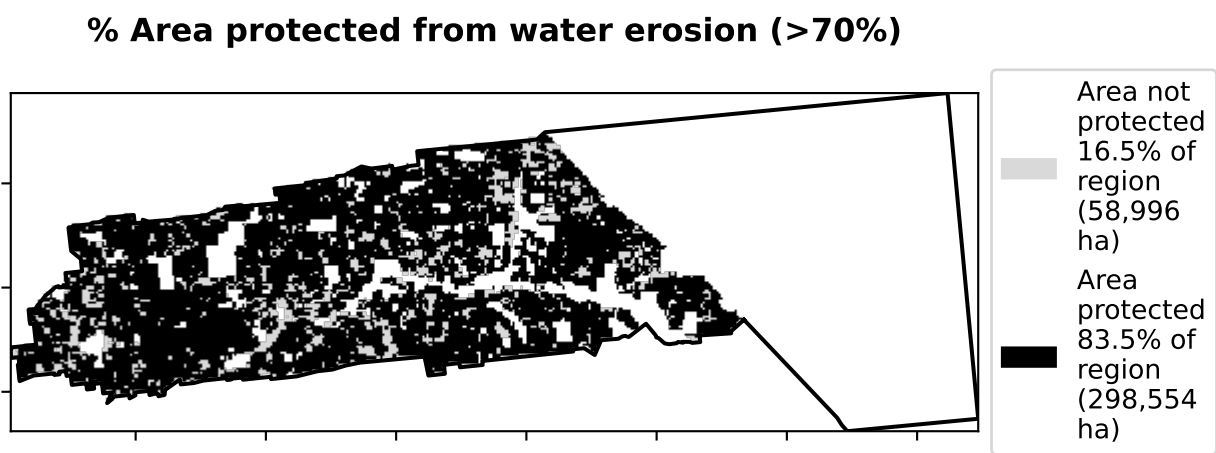 % Area protected from water erosion (>70%)
Area not
protected
16.5% of
region
(58,996
ha)
Area
protected
83.5% of
region
(298,554
ha)